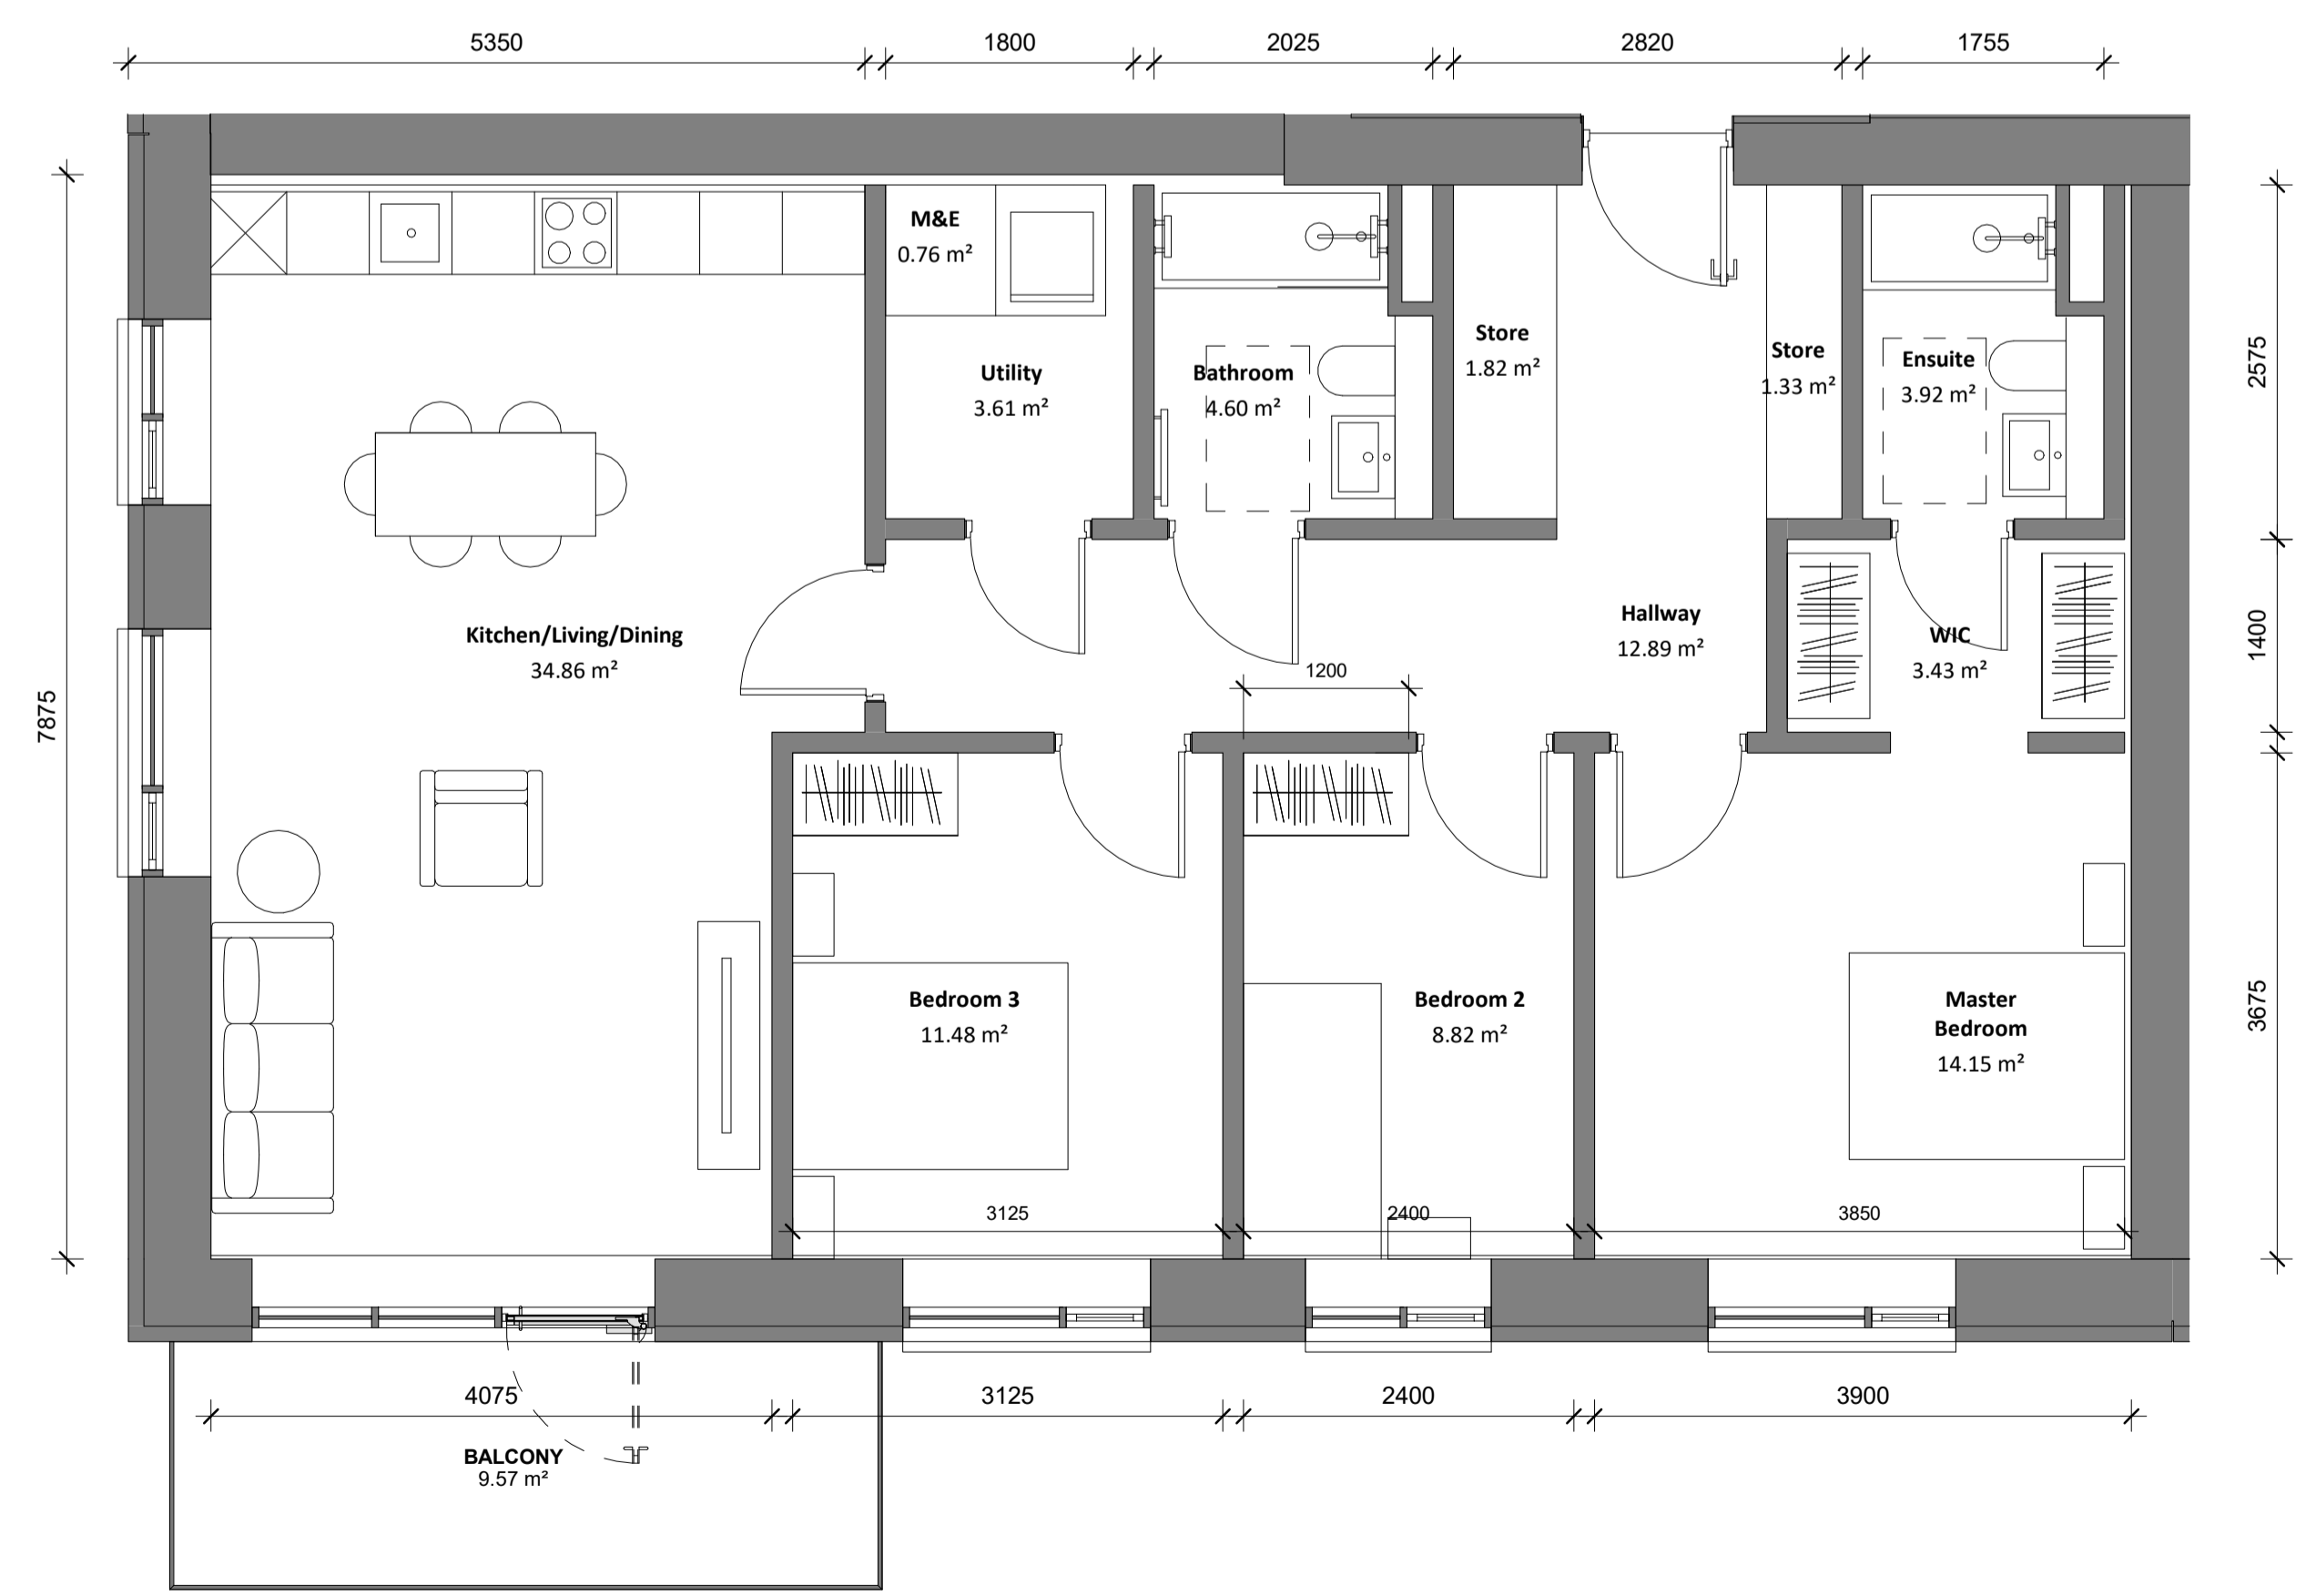 5350
1800
2025
2820
1755
M&E
0.76 m²
Utility
3.61 m²
Bathroom
4.60 m²
Store
1.82 m²
Store
1.33 m²
Ensuite
3.92 m²
2575
1400
3675
7875
Kitchen/Living/Dining
34.86 m²
Hallway
12.89 m²
WIC
3.43 m²
1200
Bedroom 3
11.48 m²
Bedroom 2
8.82 m²
Master
Bedroom
14.15 m²
3125
2400
3850
4075
3125
2400
3900
BALCONY
9.57 m²